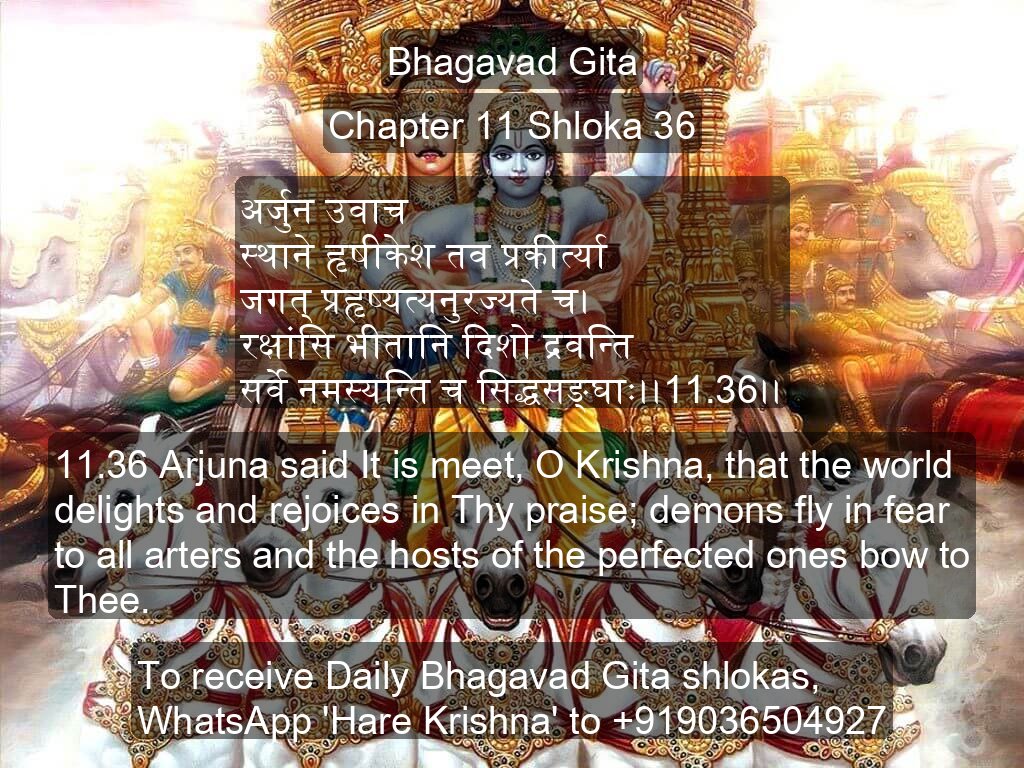 Bhagavad Gita
Chapter 11 Shloka 36
अर्जुन उवाच
स्थाने हृषीकेश तव प्रकीर्त्या
जगत् प्रहृष्यत्यनुरज्यते च।
रक्षांसि भीतानि दिशो द्रवन्ति
सर्वे नमस्यन्ति च सिद्धसङ्घाः।।11.36।।
11.36 Arjuna said It is meet, O Krishna, that the world
delights and rejoices in Thy praise; demons fly in fear
to all arters and the hosts of the perfected ones bow to
Thee.
To receive Daily Bhagavad Gita shlokas,
WhatsApp 'Hare Krishna' to +919036504927